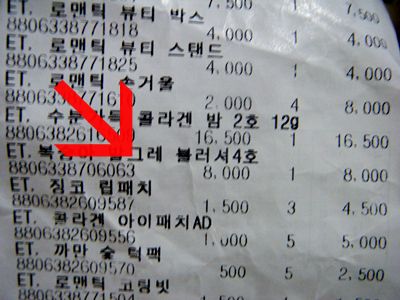 ET. 로맨틱 뷰티 박스
7,500 1 7,500
8806338771818
ET. 로맨틱 뷰티 스탠드
4,000 1 4,000
8806338771825
ET. 로맨틱 손거울
4,000 1 4,000
2,000 4 8,000
ET. 콜라겐 밤 2호 12g
16,500 1 16,500
ET. 블러셔4호
8806338706063 8,000 1 8,000
ET. 징코 립패치
8806382609587 1,500 3 4,500
ET. 콜라겐 아이패치AD
8806382609556 1,000 5 5,000
ET. 까만 숯 턱팩
8806382609570 500 5 2,500
ET. 로맨틱 코팅빗